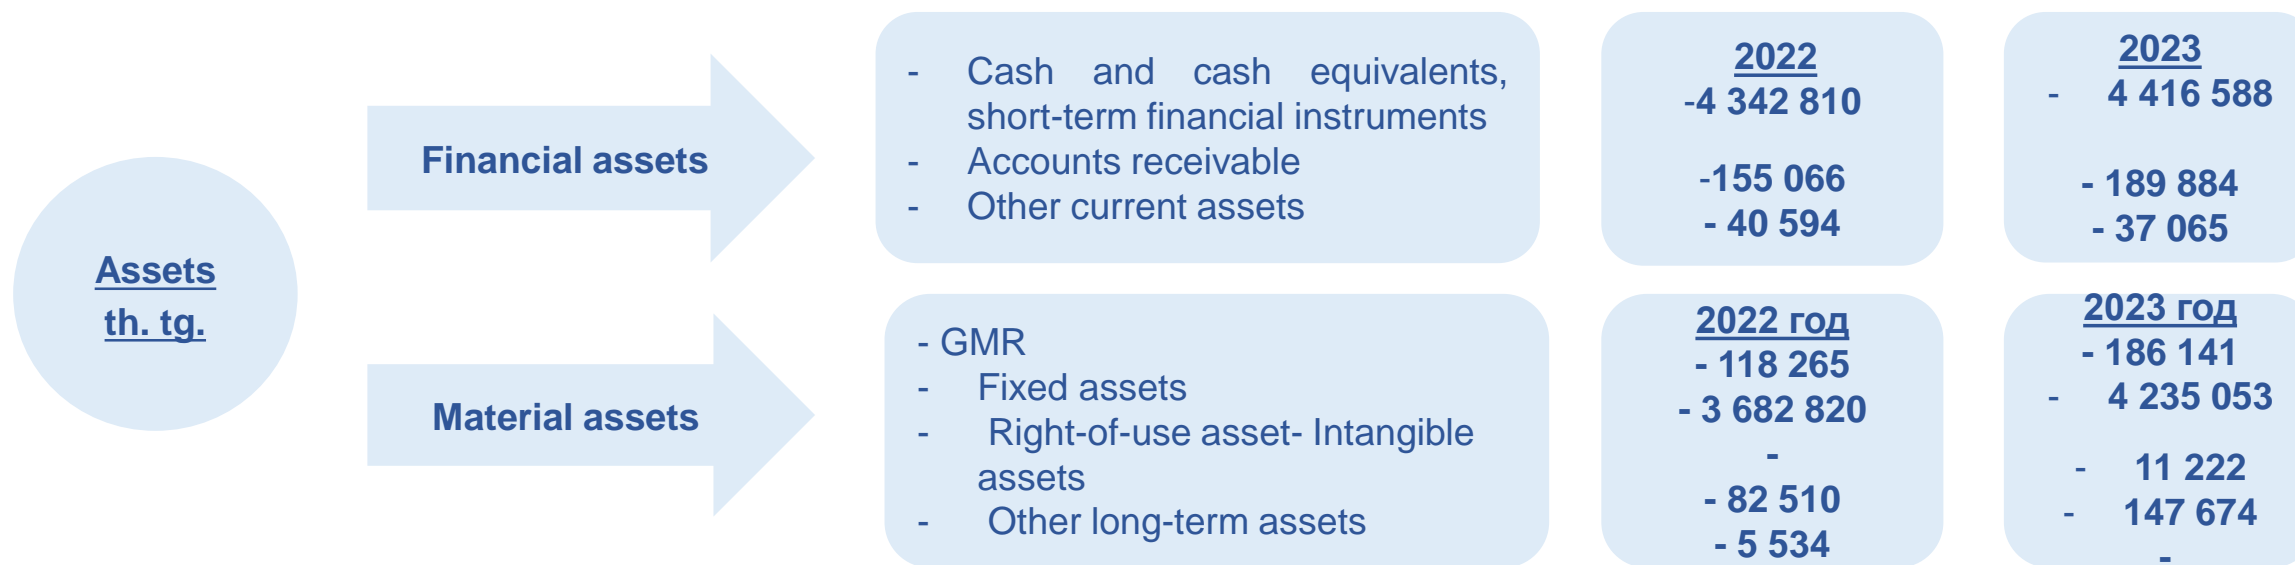 Assets
th. tg.
Financial assets
- Cash and cash equivalents,
short-term financial instruments
- Accounts receivable
- Other current assets
2022
-4 342 810
-155 066
- 40 594
2023
- 4 416 588
- 189 884
- 37 065
Material assets
- GMR
- Fixed assets
- Right-of-use asset- Intangible
assets
- Other long-term assets
2022 год
- 118 265
- 3 682 820
-
- 82 510
- 5 534
2023 год
- 186 141
- 4 235 053
- 11 222
- 147 674
-